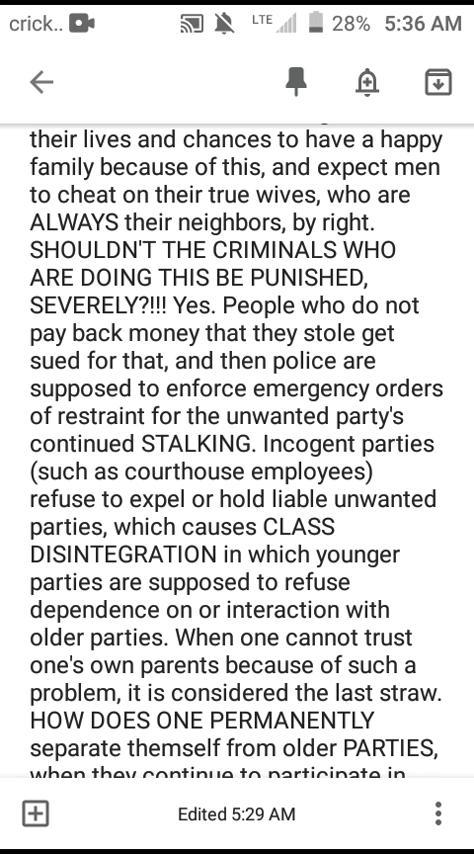 crick.. LTE 28% 5:36 AM
their lives and chances to have a happy
family because of this, and expect men
to cheat on their true wives, who are
ALWAYS their neighbors, by right.
SHOULDN'T THE CRIMINALS WHO
ARE DOING THIS BE PUNISHED,
SEVERELY?!!! Yes. People who do not
pay back money that they stole get
sued for that, and then police are
supposed to enforce emergency orders
of restraint for the unwanted party's
continued STALKING. Incogent parties
(such as courthouse employees)
refuse to expel or hold liable unwanted
parties, which causes CLASS
DISINTEGRATION in which younger
parties are supposed to refuse
dependence on or interaction with
older parties. When one cannot trust
one's own parents because of such a
problem, it is considered the last straw.
HOW DOES ONE PERMANENTLY
separate themself from older PARTIES,
when they continue to participate in
Edited 5:29 AM